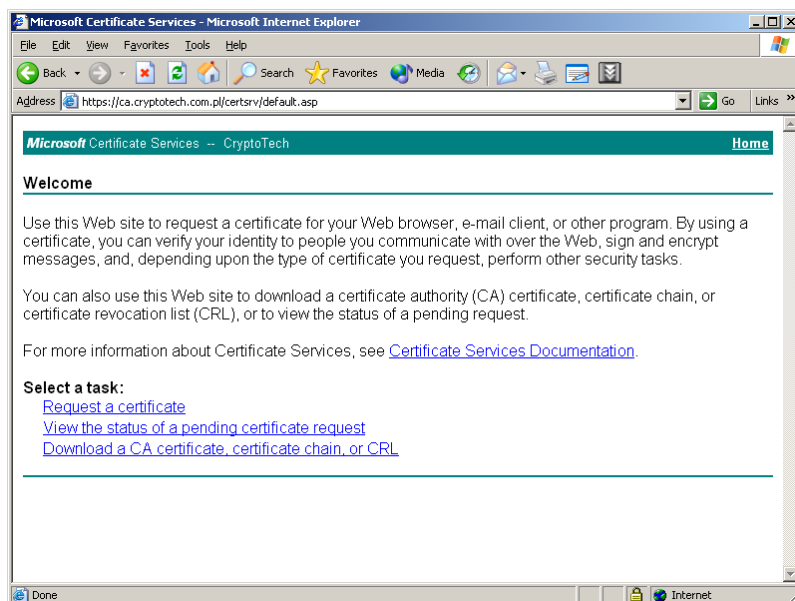 Microsoft Certificate Services - Microsoft Internet Explorer
File Edit View Favorites Tools Help
Back Search Favorites Media
Address https://ca.cryptotech.com.pl/certsrv/default.asp Go Links »
Microsoft Certificate Services -- CryptoTech Home
Welcome
Use this Web site to request a certificate for your Web browser, e-mail client, or other program. By using a
certificate, you can verify your identity to people you communicate with over the Web, sign and encrypt
messages, and, depending upon the type of certificate you request, perform other security tasks.
You can also use this Web site to download a certificate authority (CA) certificate, certificate chain, or
certificate revocation list (CRL), or to view the status of a pending request.
For more information about Certificate Services, see Certificate Services Documentation.
Select a task:
Request a certificate
View the status of a pending certificate request
Download a CA certificate, certificate chain, or CRL
Done Internet